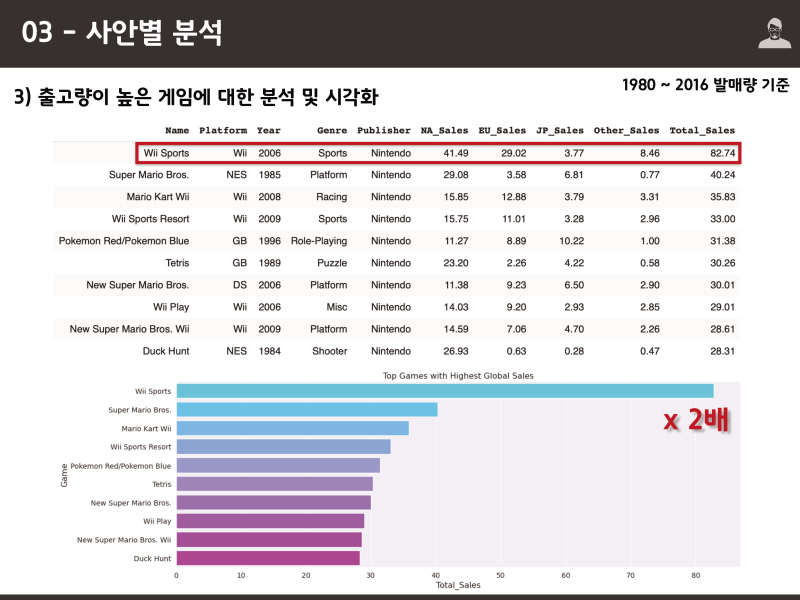 03 - 사안별 분석
3) 출고량이 높은 게임에 대한 분석 및 시각화
1980 ~ 2016 발매량 기준
Name Platform Year Genre Publisher NA_Sales EU_Sales JP_Sales Other_Sales Total_Sales
Wii Sports Wii 2006 Sports Nintendo 41.49 29.02 3.77 8.46 82.74
Super Mario Bros. NES 1985 Platform Nintendo 29.08 3.58 6.81 0.77 40.24
Mario Kart Wii Wii 2008 Racing Nintendo 15.85 12.88 3.79 3.31 35.83
Wii Sports Resort Wii 2009 Sports Nintendo 15.75 11.01 3.28 2.96 33.00
Pokemon Red/Pokemon Blue GB 1996 Role-Playing Nintendo 11.27 8.89 10.22 1.00 31.38
Tetris GB 1989 Puzzle Nintendo 23.20 2.26 4.22 0.58 30.26
New Super Mario Bros. DS 2006 Platform Nintendo 11.38 9.23 6.50 2.90 30.01
Wii Play Wii 2006 Misc Nintendo 14.03 9.20 2.93 2.85 29.01
New Super Mario Bros. Wii Wii 2009 Platform Nintendo 14.59 7.06 4.70 2.26 28.61
Duck Hunt NES 1984 Shooter Nintendo 26.93 0.63 0.28 0.47 28.31
Top Games with Highest Global Sales
Wii Sports
Super Mario Bros.
Mario Kart Wii
Wii Sports Resort
Pokemon Red/Pokemon Blue
Tetris
New Super Mario Bros.
Wii Play
New Super Mario Bros. Wii
Duck Hunt
Game
x 2배
0 10 20 30 40 50 60 70 80
Total_Sales